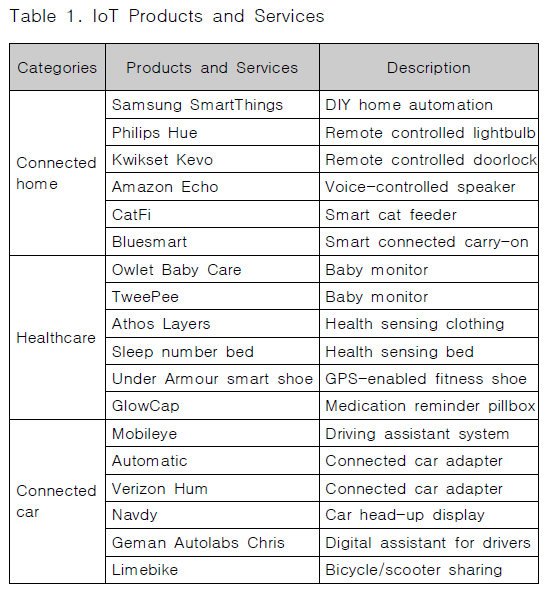 Table 1. IoT Products and Services
Categories Products and Services Description
Connected home
Samsung SmartThings DIY home automation
Philips Hue Remote controlled lightbulb
Kwikset Kevo Remote controlled doorlock
Amazon Echo Voice-controlled speaker
CatFi Smart cat feeder
Bluesmart Smart connected carry-on
Healthcare
Owlet Baby Care Baby monitor
TweePee Baby monitor
Athos Layers Health sensing clothing
Sleep number bed Health sensing bed
Under Armour smart shoe GPS-enabled fitness shoe
GlowCap Medication reminder pillbox
Connected car
Mobileye Driving assistant system
Automatic Connected car adapter
Verizon Hum Connected car adapter
Navdy Car head-up display
Geman Autolabs Chris Digital assistant for drivers
Limebike Bicycle/scooter sharing